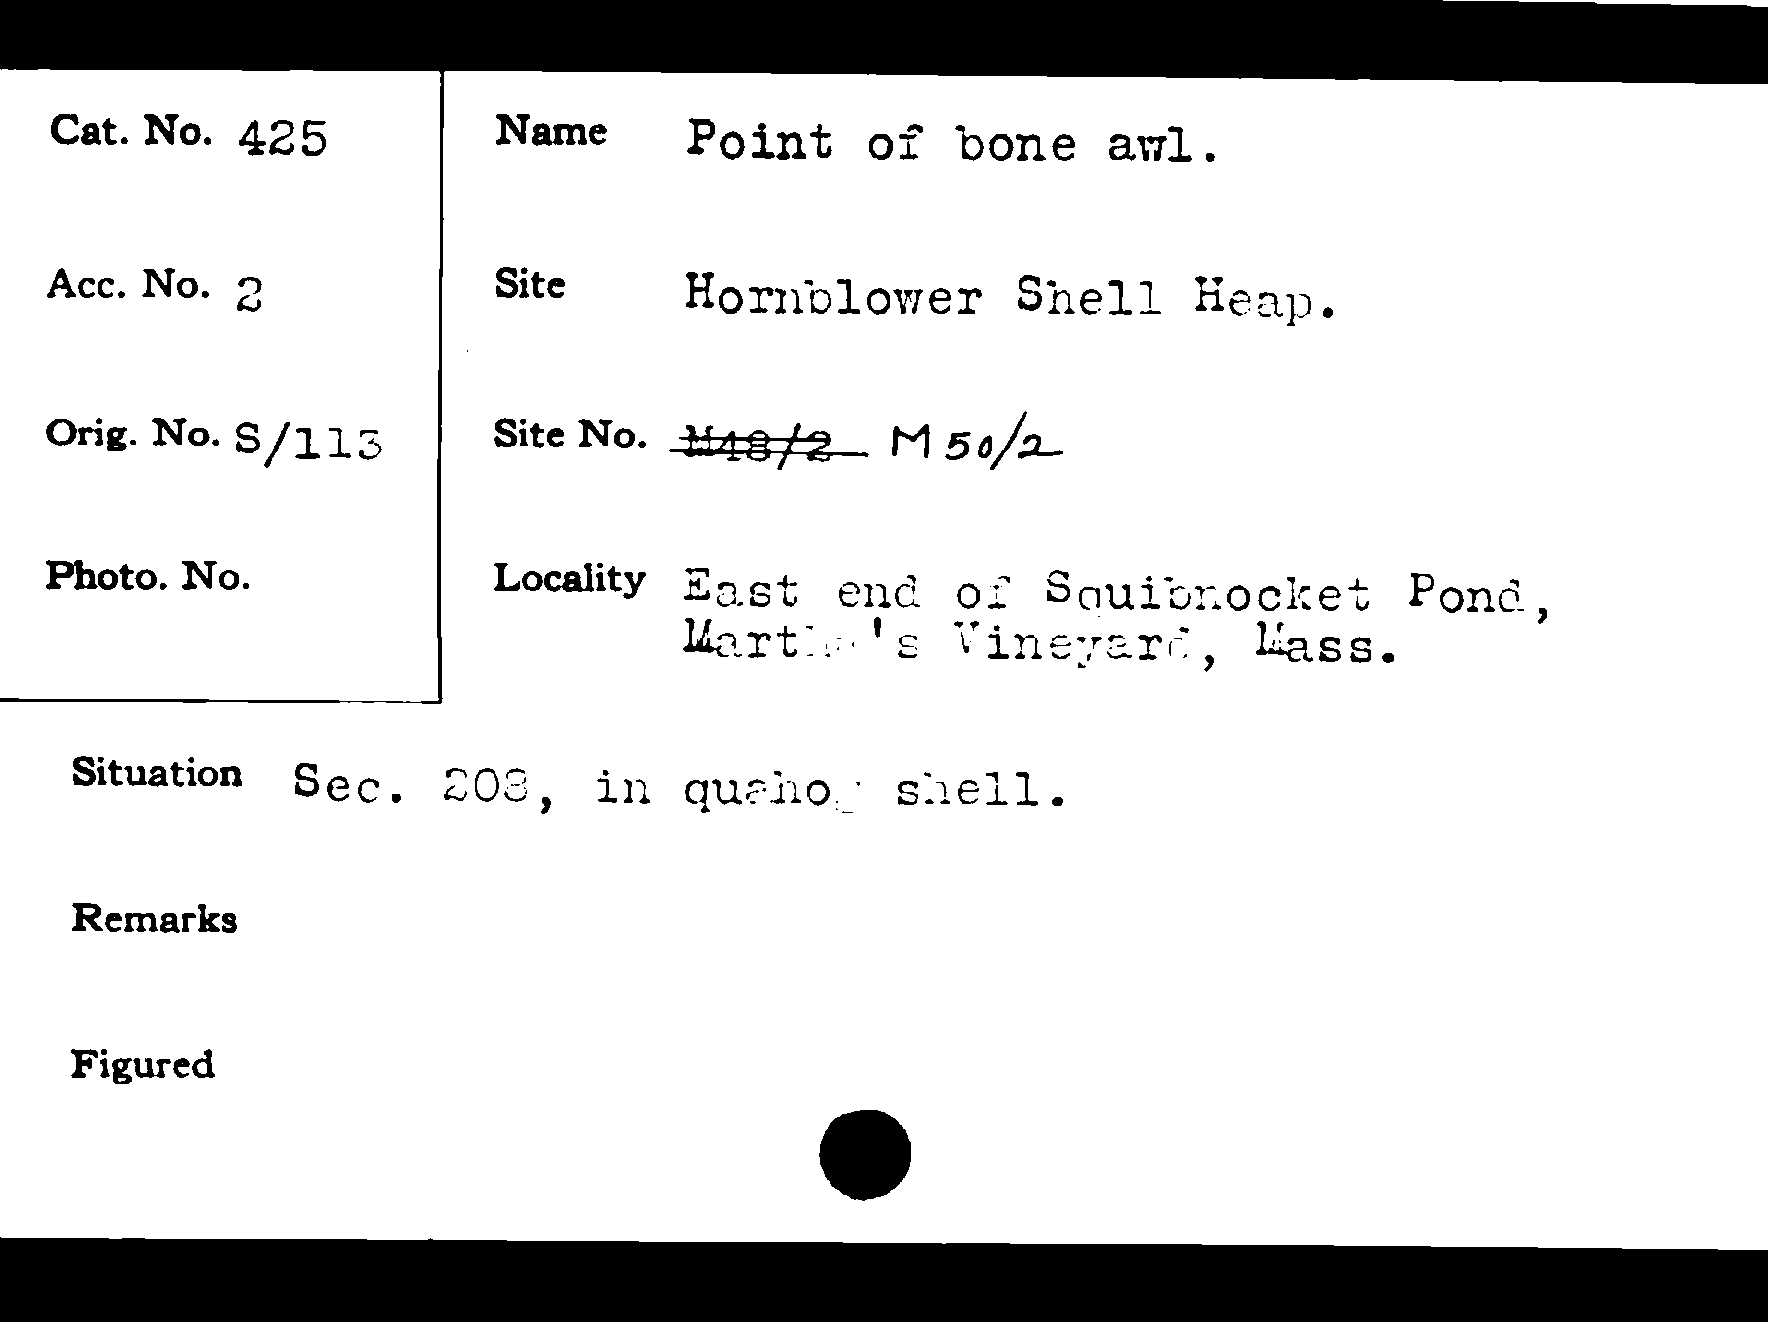 Cat. No. 425
Name Point of bone awl.
Acc. No. 2
Site Hornblower Shell Heap.
Orig. No. S/113
Site No. M48/2 M50/2
Photo. No.
Locality East end of Squibnocket Pond,
Martha's Vineyard, Mass.
Situation Sec. 208, in quahog shell.
Remarks
Figured